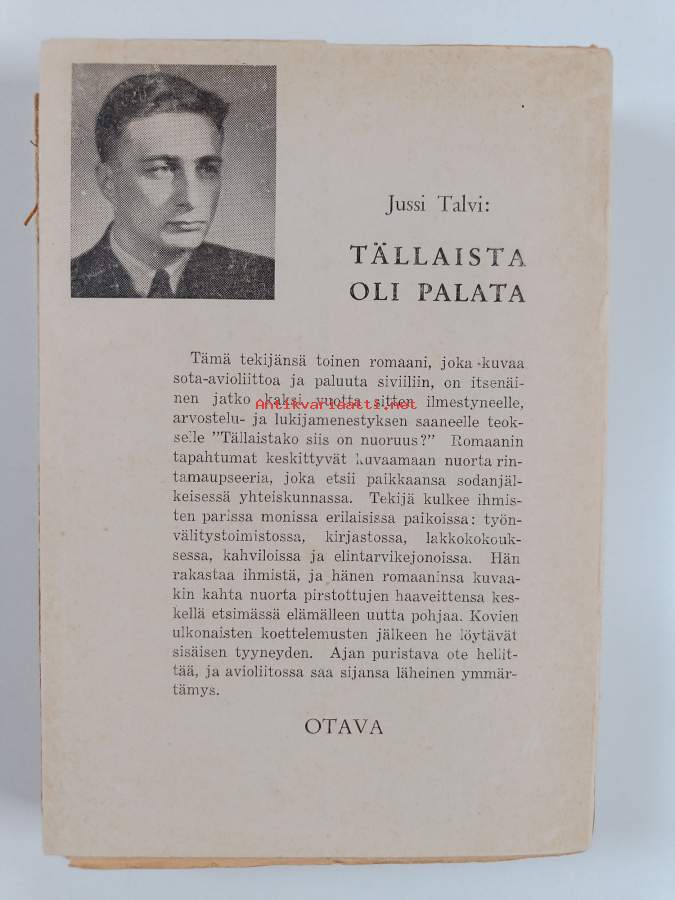 Jussi Talvi:
TÄLLAISTA
OLI PALATA
Tämä tekijänsä toinen romaani, joka kuvaa
sota-avioliittoa ja paluuta siviiliin, on itsenäi-
nen jatko kaksi vuotta sitten ilmestyneelle,
Antikvariaatti.net
arvostelu- ja lukijamenestyksen saaneelle teok-
selle "Tällaistako siis on nuoruus?" Romaanin
tapahtumat keskittyvät kuvaamaan nuorta rin-
tamaupseeria, joka etsii paikkaansa sodanjäl-
keisessä yhteiskunnassa. Tekijä kulkee ihmis-
ten parissa monissa erilaisissa paikoissa: työn-
välitystoimistossa, kirjastossa, lakkokokouk-
sessa, kahviloissa ja elintarvikejonoissa. Hän
rakastaa ihmistä, ja hänen romaaninsa kuvaa-
kin kahta nuorta pirstottujen haaveittensa kes-
kellä etsimässä elämälleen uutta pohjaa. Kovien
ulkonaisten koettelemusten jälkeen he löytävät
sisäisen tyyneyden. Ajan puristava ote hellit-
tää, ja avioliitossa saa sijansa läheinen ymmär-
tämys.
OTAVA